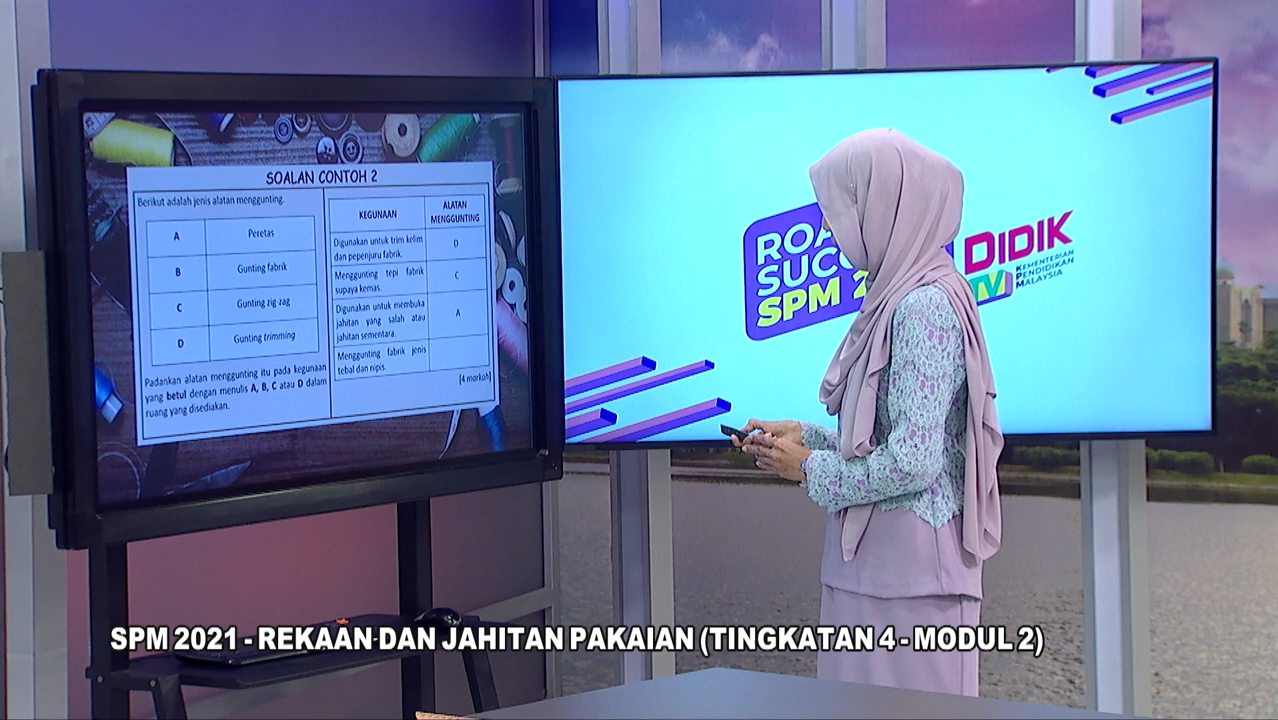 SOALAN CONTOH 2
Berikut adalah jenis alatan menggunting.
A Peretas
B Gunting fabrik
C Gunting zig-zag
D Gunting trimming
Padankan alatan menggunting itu pada kegunaan
yang betul dengan menulis A, B, C atau D dalam
ruang yang disediakan.
KEGUNAAN
ALATAN
MENGGUNTING
Digunakan untuk trim kelim
dan pepenjuru fabrik.
D
Menggunting tepi fabrik
supaya kemas.
C
Digunakan untuk membuka
jahitan yang salah atau
jahitan sementara.
A
Menggunting fabrik jenis
tebal dan nipis.
[4 markah]
SPM 2
DIDIK
TV
KEMENTERIAN
PENDIDIKAN
MALAYSIA
SPM 2021 - REKAAN DAN JAHITAN PAKAIAN (TINGKATAN 4 - MODUL 2)